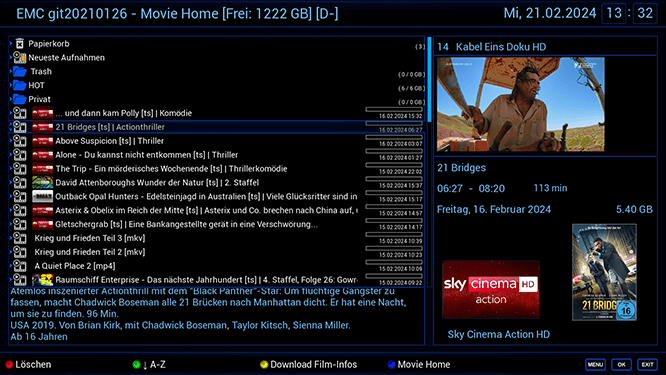 EMC git20210126 - Movie Home [Frei: 1222 GB] [D-]
Mi, 21.02.2024 13 : 32
Papierkorb
(3)
Neueste Aufnahmen
Trash
(0 / 0 GB)
HOT
(6 / 6 GB)
Privat
(0 / 0 GB)
... und dann kam Polly [ts] | Komödie
16.02.2024 15:32
21 Bridges [ts] | Actionthriller
16.02.2024 06:27
Above Suspicion [ts] | Thriller
16.02.2024 03:07
Alone - Du kannst nicht entkommen [ts] | Thriller
16.02.2024 01:27
The Trip - Ein mörderisches Wochenende [ts] | Thrillerkomödie
15.02.2024 22:02
David Attenboroughs Wunder der Natur [ts] | 2. Staffel
15.02.2024 15:37
Outback Opal Hunters - Edelsteinjagd in Australien [ts] | Viele Glücksritter sind in
15.02.2024 15:17
Asterix & Obelix im Reich der Mitte [ts] | Asterix und Co. brechen nach China auf, u
15.02.2024 14:57
Gletschergrab [ts] | Eine Bankangestellte gerät in eine Verschwörung...
15.02.2024 14:17
Krieg und Frieden Teil 3 [mkv]
15.02.2024 10:39
Krieg und Frieden Teil 2 [mkv]
15.02.2024 10:23
A Quiet Place 2 [mp4]
15.02.2024 10:09
Raumschiff Enterprise - Das nächste Jahrhundert [ts] | 4. Staffel, Folge 26: Gowr
15.02.2024 09:22
Atemlos inszenierter Actionthrill mit dem "Black Panther"-Star: Um flüchtige Gangster zu
fassen, macht Chadwick Boseman alle 21 Brücken nach Manhattan dicht. Er hat eine Nacht,
um sie zu finden. 96 Min.
USA 2019. Von Brian Kirk, mit Chadwick Boseman, Taylor Kitsch, Sienna Miller.
Ab 16 Jahren
14 Kabel Eins Doku HD
21 Bridges
06:27 - 08:20 113 min
Freitag, 16. Februar 2024 5.40 GB
sky cinema HD
action
21 BRIDGES
Sky Cinema Action HD
Löschen
↓ A-Z
Download Film-Infos
Movie Home
MENU
OK
EXIT